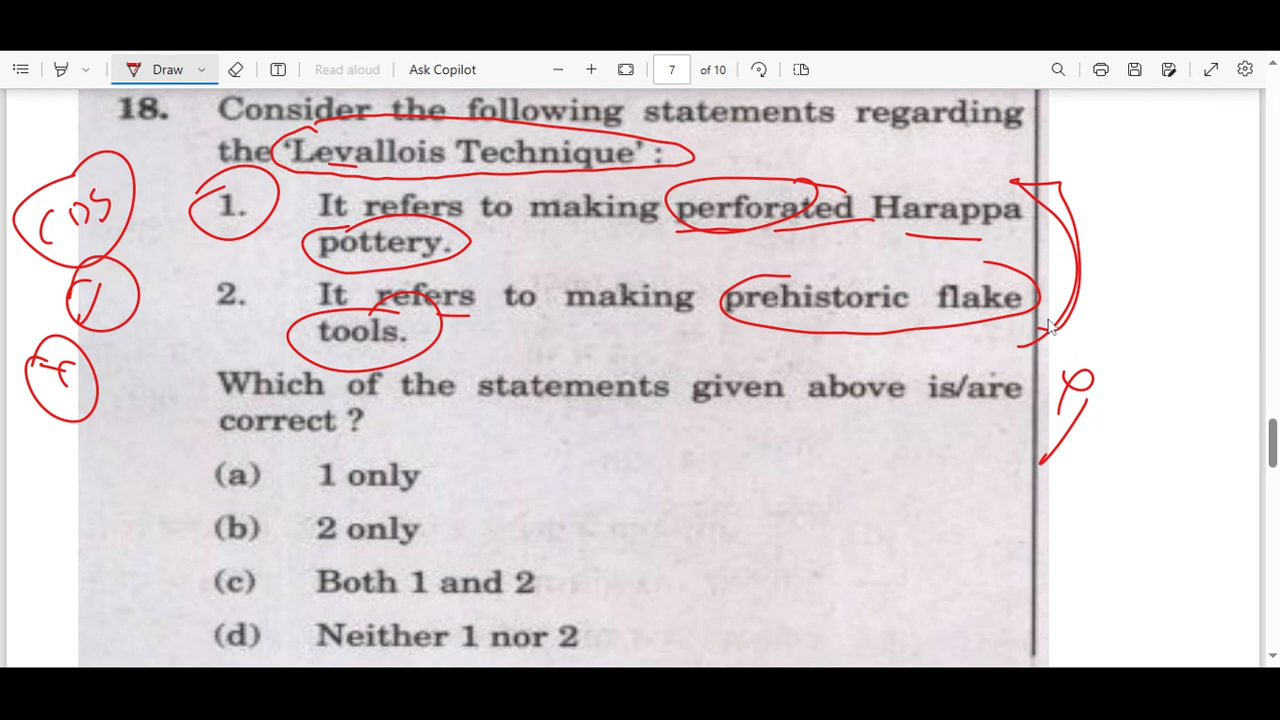 Draw
Read aloud
Ask Copilot
7 of 10
18. Consider the following statements regarding
the 'Levallois Technique' :
1. It refers to making perforated Harappa
pottery.
2. It refers to making prehistoric flake
tools.
Which of the statements given above is/are
correct ?
(a) 1 only
(b) 2 only
(c) Both 1 and 2
(d) Neither 1 nor 2